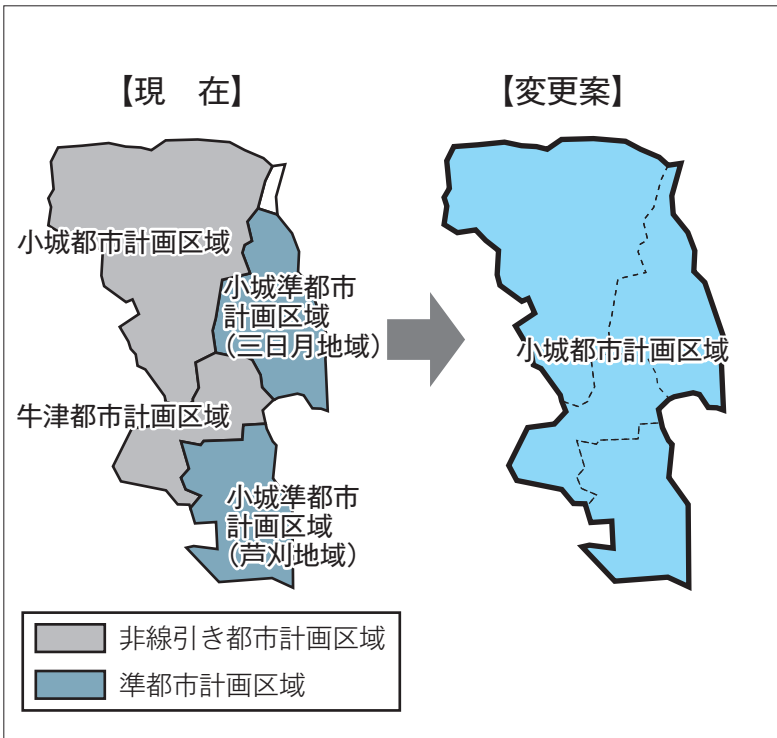 【現　在】
【変更案】
小城都市計画区域
小城準都市
計画区域
（三日月地域）
小城都市計画区域
牛津都市計画区域
小城準都市
計画区域
（芦刈地域）
非線引き都市計画区域
準都市計画区域